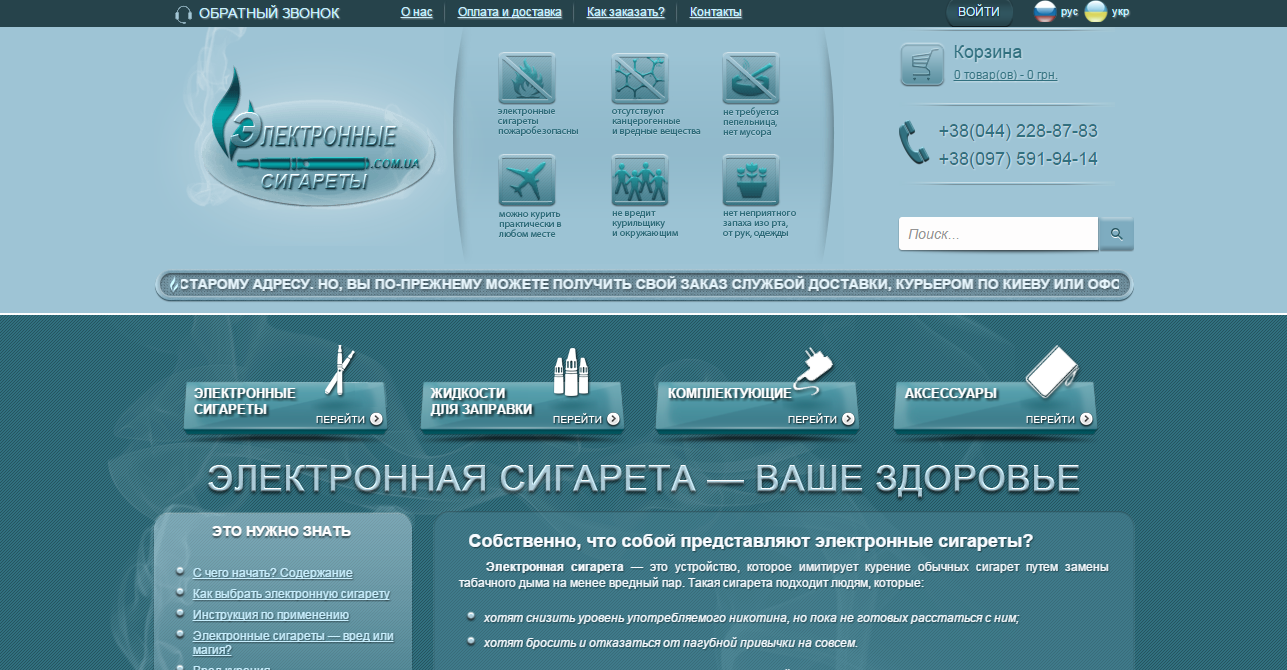 ОБРАТНЫЙ ЗВОНОК
О нас
Оплата и доставка
Как заказать?
Контакты
ВОЙТИ
рус
укр
ЭЛЕКТРОННЫЕ
.COM.UA
СИГАРЕТЫ
электронные
сигареты
пожаробезопасны
отсутствуют
канцерогенные
и вредные вещества
не требуется
пепельница,
нет мусора
можно курить
практически в
любом месте
не вредит
курильщику
и окружающим
нет неприятного
запаха изо рта,
от рук, одежды
Корзина
0 товар(ов) - 0 грн.
+38(044) 228-87-83
+38(097) 591-94-14
Поиск...
СТАРОМУ АДРЕСУ. НО, ВЫ ПО-ПРЕЖНЕМУ МОЖЕТЕ ПОЛУЧИТЬ СВОЙ ЗАКАЗ СЛУЖБОЙ ДОСТАВКИ, КУРЬЕРОМ ПО КИЕВУ ИЛИ ОФО
ЭЛЕКТРОННЫЕ
СИГАРЕТЫ
ПЕРЕЙТИ
ЖИДКОСТИ
ДЛЯ ЗАПРАВКИ
ПЕРЕЙТИ
КОМПЛЕКТУЮЩИЕ
ПЕРЕЙТИ
АКСЕССУАРЫ
ПЕРЕЙТИ
ЭЛЕКТРОННАЯ СИГАРЕТА — ВАШЕ ЗДОРОВЬЕ
ЭТО НУЖНО ЗНАТЬ
С чего начать? Содержание
Как выбрать электронную сигарету
Инструкция по применению
Электронные сигареты — вред или
магия?
Вред курения
Собственно, что собой представляют электронные сигареты?
Электронная сигарета — это устройство, которое имитирует курение обычных сигарет путем замены
табачного дыма на менее вредный пар. Такая сигарета подходит людям, которые:
хотят снизить уровень употребляемого никотина, но пока не готовых расстаться с ним;
хотят бросить и отказаться от пагубной привычки на совсем.